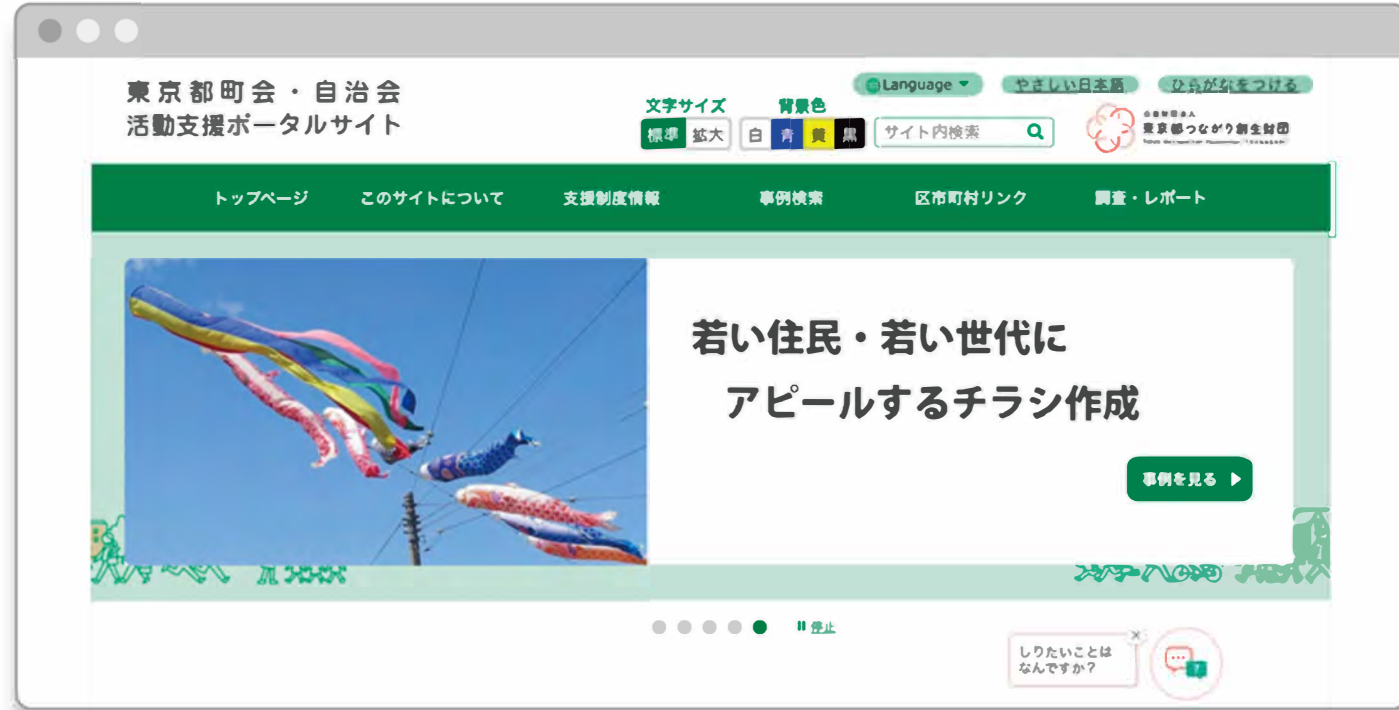 東京都町会・自治会
活動支援ポータルサイト
Language
やさしい日本語
ひらがなをつける
文字サイズ
背景色
標準
拡大
白
青
黄
黒
サイト内検索
公益財団法人
東京都つながり創生財団
トップページ
このサイトについて
支援制度情報
事例検索
区市町村リンク
調査・レポート
若い住民・若い世代に
アピールするチラシ作成
事例を見る
停止
しりたいことは
なんですか？
?